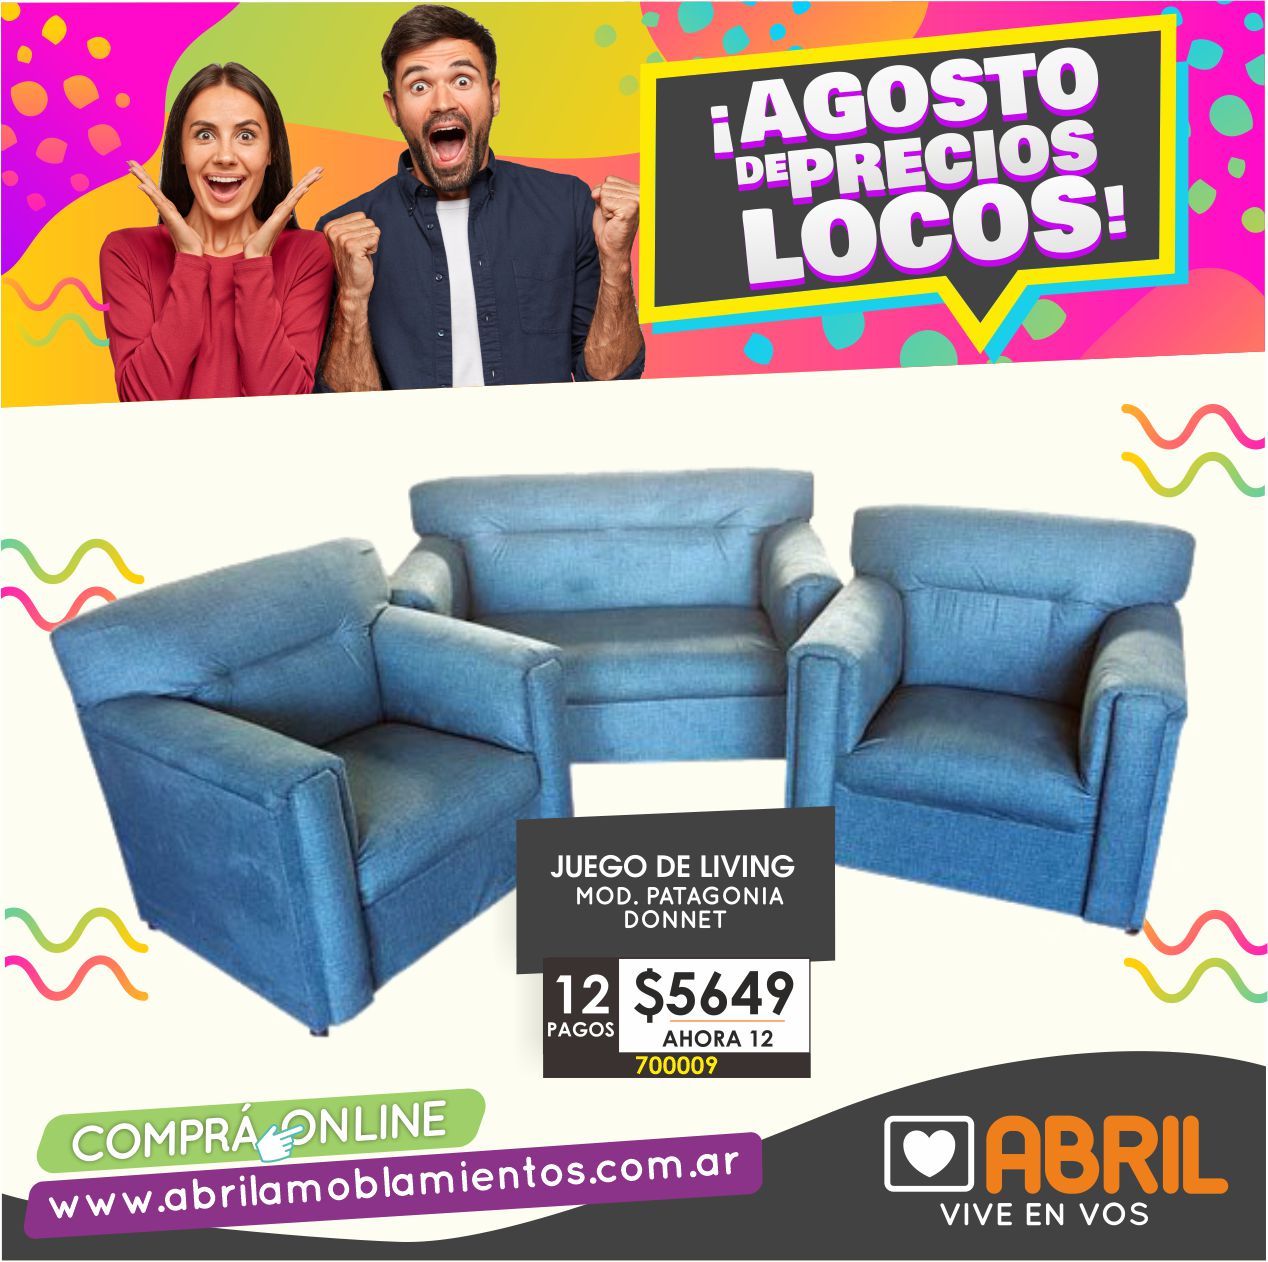 ¡AGOSTO
DE PRECIOS
LOCOS!
JUEGO DE LIVING
MOD. PATAGONIA
DONNET
12
PAGOS
$5649
AHORA 12
700009
COMPRÁ ONLINE
www.abrilamoblamientos.com.ar
ABRIL
VIVE EN VOS